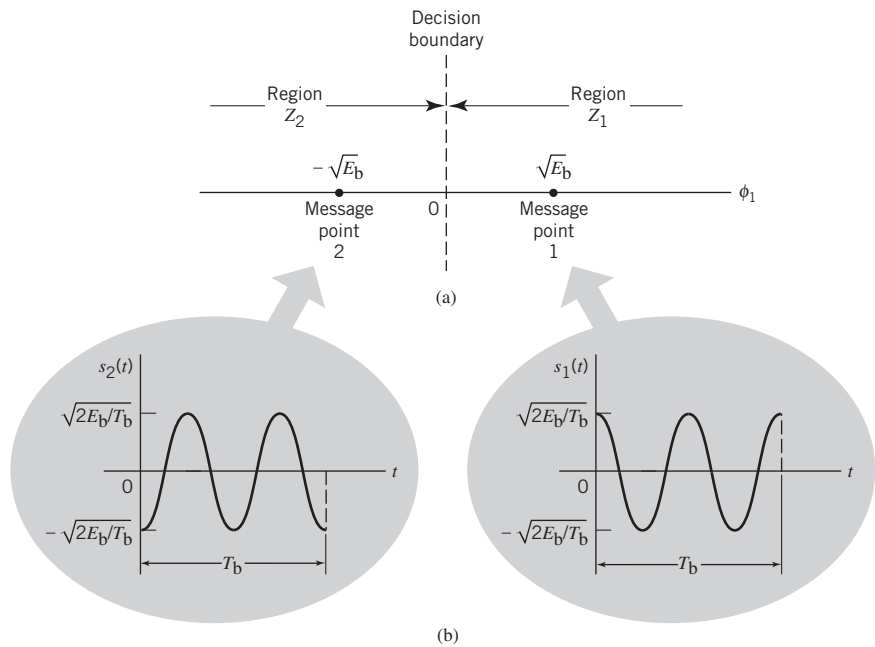 Decision
boundary
Region
Z2
Region
Z1
− √Eb
√Eb
ϕ1
0
Message
point
2
Message
point
1
(a)
s2(t)
√2Eb/Tb
0
t
− √2Eb/Tb
Tb
s1(t)
√2Eb/Tb
0
t
− √2Eb/Tb
Tb
(b)